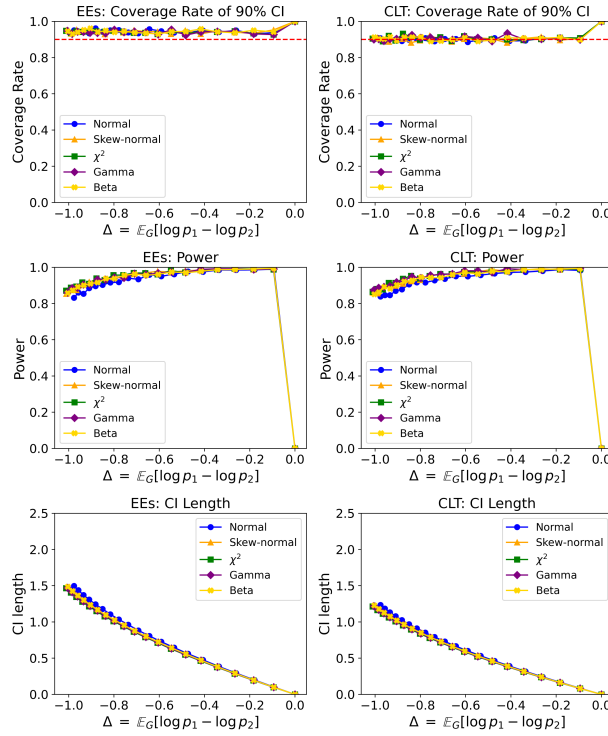 EEs: Coverage Rate of 90% CI
Coverage Rate
1.0
0.8
0.6
0.4
0.2
0.0
Normal
Skew-normal
χ²
Gamma
Beta
−1.0 −0.8 −0.6 −0.4 −0.2 0.0
Δ = 𝔼_G[log p₁ − log p₂]
CLT: Coverage Rate of 90% CI
Coverage Rate
1.0
0.8
0.6
0.4
0.2
0.0
Normal
Skew-normal
χ²
Gamma
Beta
−1.0 −0.8 −0.6 −0.4 −0.2 0.0
Δ = 𝔼_G[log p₁ − log p₂]
EEs: Power
Power
1.0
0.8
0.6
0.4
0.2
0.0
Normal
Skew-normal
χ²
Gamma
Beta
−1.0 −0.8 −0.6 −0.4 −0.2 0.0
Δ = 𝔼_G[log p₁ − log p₂]
CLT: Power
Power
1.0
0.8
0.6
0.4
0.2
0.0
Normal
Skew-normal
χ²
Gamma
Beta
−1.0 −0.8 −0.6 −0.4 −0.2 0.0
Δ = 𝔼_G[log p₁ − log p₂]
EEs: CI Length
CI length
2.5
2.0
1.5
1.0
0.5
0.0
Normal
Skew-normal
χ²
Gamma
Beta
−1.0 −0.8 −0.6 −0.4 −0.2 0.0
Δ = 𝔼_G[log p₁ − log p₂]
CLT: CI Length
CI length
2.5
2.0
1.5
1.0
0.5
0.0
Normal
Skew-normal
χ²
Gamma
Beta
−1.0 −0.8 −0.6 −0.4 −0.2 0.0
Δ = 𝔼_G[log p₁ − log p₂]